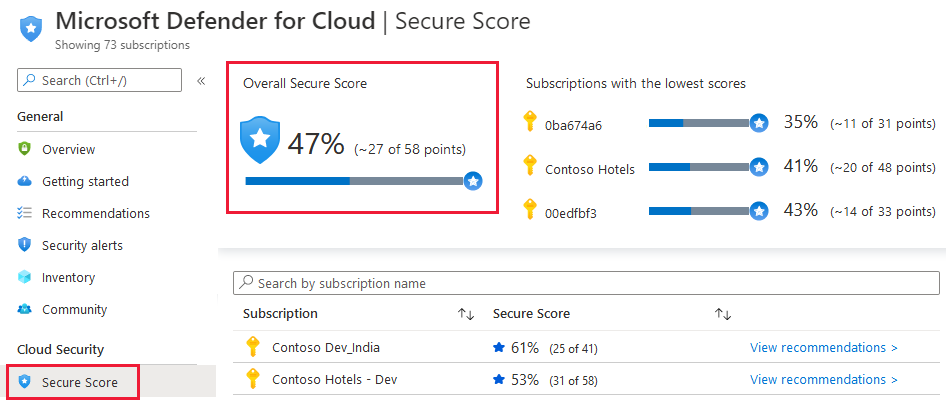 Microsoft Defender for Cloud | Secure Score
Showing 73 subscriptions
Search (Ctrl+/)
«
General
Overview
Getting started
Recommendations
Security alerts
Inventory
Community
Cloud Security
Secure Score
Overall Secure Score
47% (~27 of 58 points)
Subscriptions with the lowest scores
0ba674a6 35% (~11 of 31 points)
Contoso Hotels 41% (~20 of 48 points)
00edfbf3 43% (~14 of 33 points)
Search by subscription name
Subscription ↑↓ Secure Score ↑↓
Contoso Dev_India 61% (25 of 41) View recommendations >
Contoso Hotels - Dev 53% (31 of 58) View recommendations >